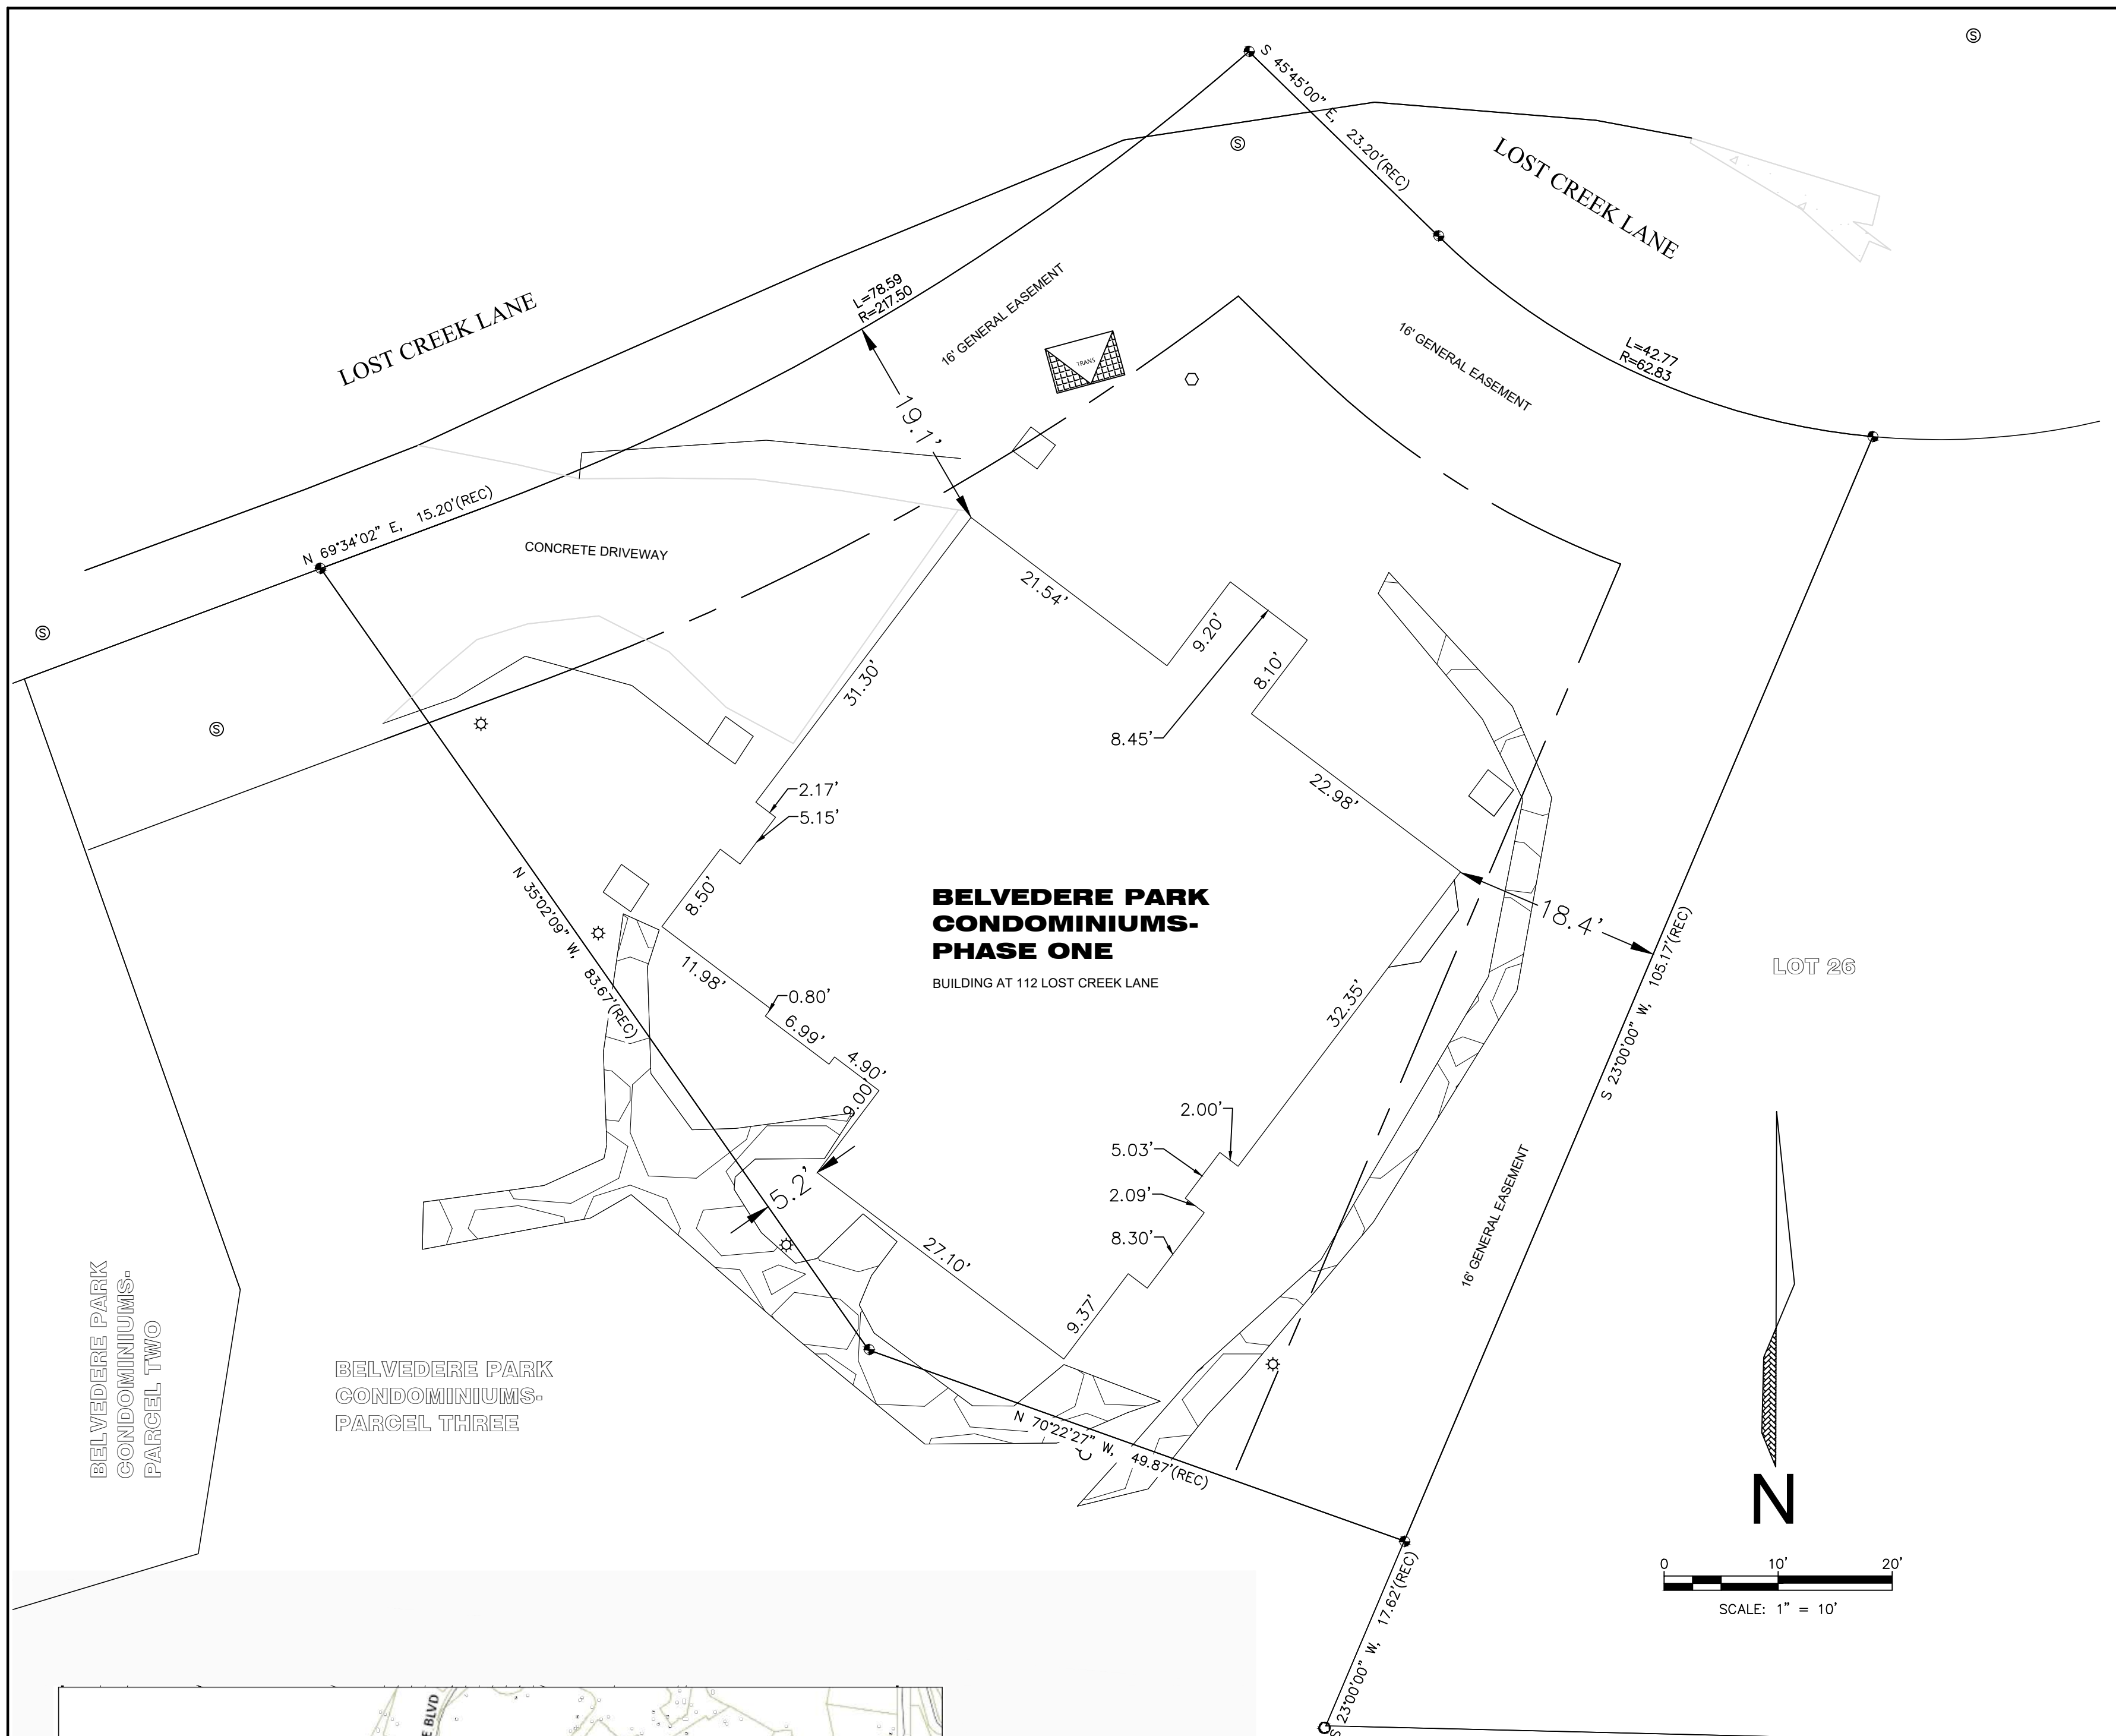 S
S 45°45'00" E, 23.20'(REC)
S
LOST CREEK LANE
LOST CREEK LANE
L=78.59
R=217.50
16' GENERAL EASEMENT
16' GENERAL EASEMENT
L=42.77
R=62.83
TRANS
19.1'
N 69°34'02" E, 15.20'(REC)
CONCRETE DRIVEWAY
21.54'
9.20'
8.10'
8.45'
31.30'
22.98'
S
S
2.17'
5.15'
8.50'
N 35°02'09" W, 83.67'(REC)
BELVEDERE PARK
CONDOMINIUMS-
PHASE ONE
BUILDING AT 112 LOST CREEK LANE
18.4'
S 23°00'00" W, 105.17'(REC)
LOT 26
11.98'
0.80'
6.99'
4.90'
9.00'
32.35'
2.00'
5.03'
2.09'
8.30'
5.2'
27.10'
9.37'
16' GENERAL EASEMENT
BELVEDERE PARK
CONDOMINIUMS-
PARCEL TWO
BELVEDERE PARK
CONDOMINIUMS-
PARCEL THREE
N 70°22'27" W, 49.87'(REC)
N
0 10' 20'
SCALE: 1" = 10'
S 23°00'00" W, 17.62'(REC)
E BLVD